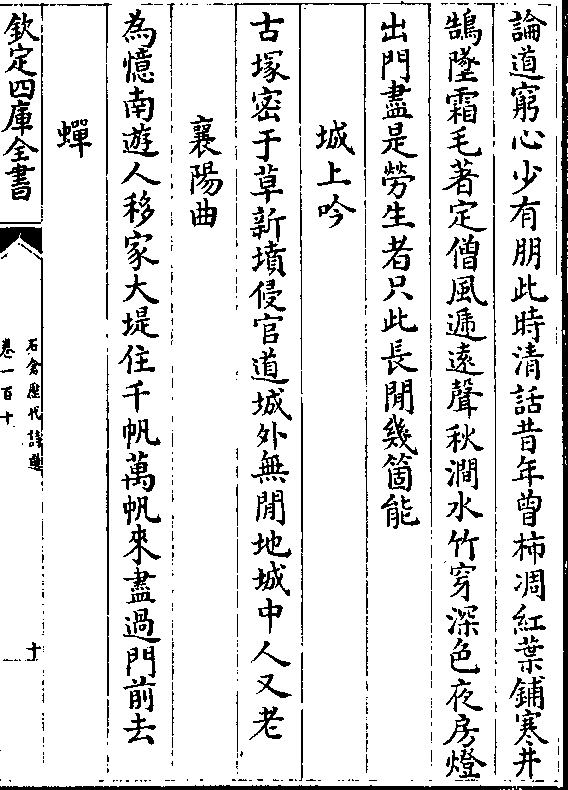 論道窮心少有朋此時清話昔年曾柿凋紅葉鋪寒井
鵠墜霜毛著定僧風遞遠聲秋澗水竹穿深色夜房燈
出門盡是勞生者只此長閒幾箇能
城上吟
古塚密于草新墳侵官道城外無閒地城中人又老
襄陽曲
為憶南遊人移家大堤住千帆萬帆來盡過門前去
蟬
欽定四庫全書
石倉歷代詩選
卷一百十
十